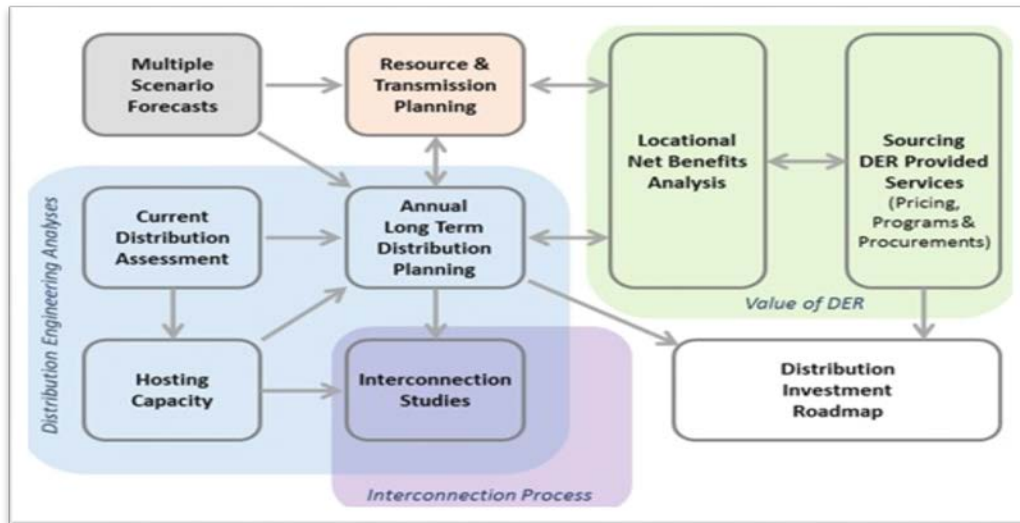 Multiple
Scenario
Forecasts
Resource &
Transmission
Planning
Locational
Net Benefits
Analysis
Sourcing
DER Provided
Services
(Pricing,
Programs &
Procurements)
Value of DER
Distribution Engineering Analyses
Current
Distribution
Assessment
Annual
Long Term
Distribution
Planning
Hosting
Capacity
Interconnection
Studies
Interconnection Process
Distribution
Investment
Roadmap